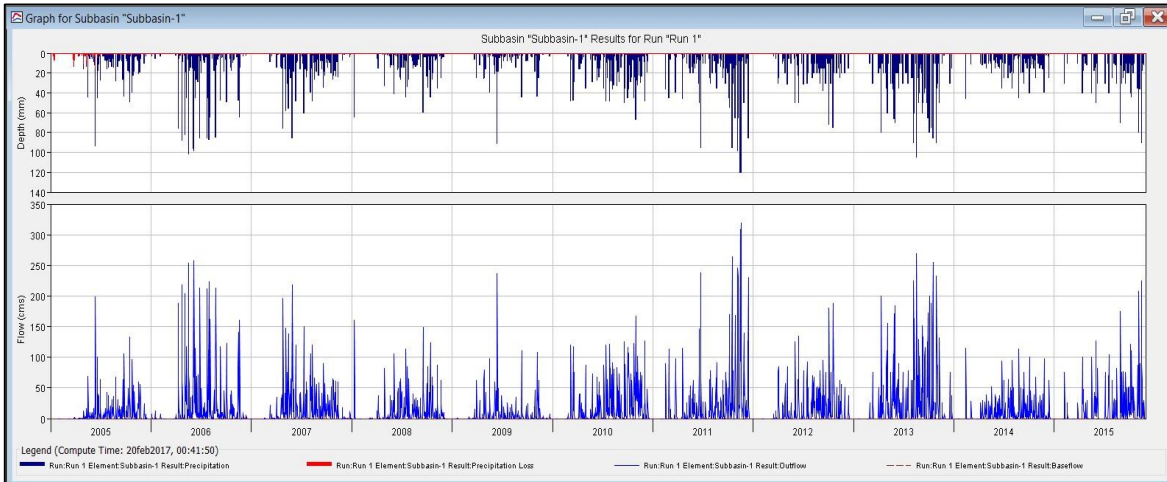 Graph for Subbasin "Subbasin-1"
Subbasin "Subbasin-1" Results for Run "Run 1"
Depth (mm)
0
20
40
60
80
100
120
140
Flow (cms)
350
300
250
200
150
100
50
0
2005 2006 2007 2008 2009 2010 2011 2012 2013 2014 2015
Legend (Compute Time: 20feb2017, 00:41:50)
Run:Run 1 Element:Subbasin-1 Result:Precipitation Run:Run 1 Element:Subbasin-1 Result:Precipitation Loss Run:Run 1 Element:Subbasin-1 Result:Outflow Run:Run 1 Element:Subbasin-1 Result:Baseflow